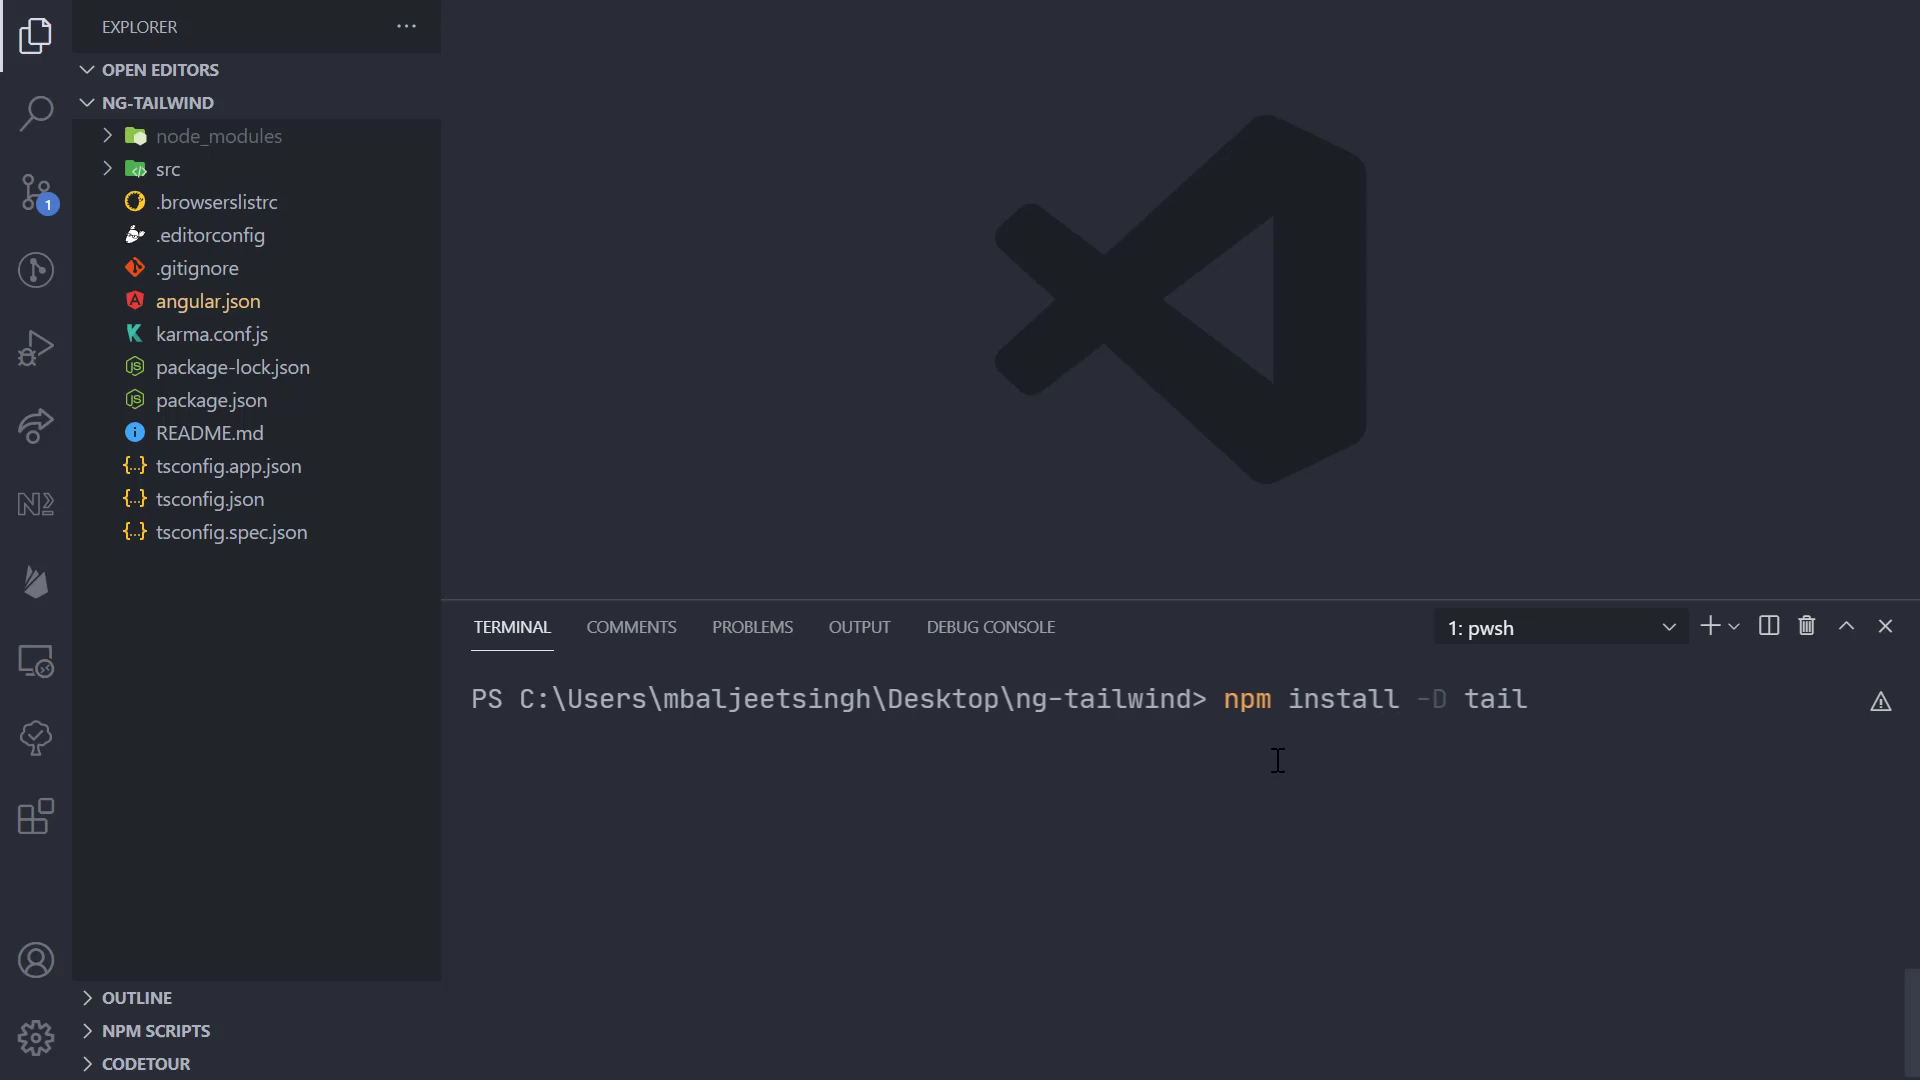 EXPLORER
OPEN EDITORS
NG-TAILWIND
node_modules
src
.browserslistrc
.editorconfig
.gitignore
angular.json
karma.conf.js
package-lock.json
package.json
README.md
tsconfig.app.json
tsconfig.json
tsconfig.spec.json
OUTLINE
NPM SCRIPTS
CODETOUR
1
TERMINAL COMMENTS PROBLEMS OUTPUT DEBUG CONSOLE 1: pwsh
PS C:\Users\mbaljeetsingh\Desktop\ng-tailwind> npm install -D tail